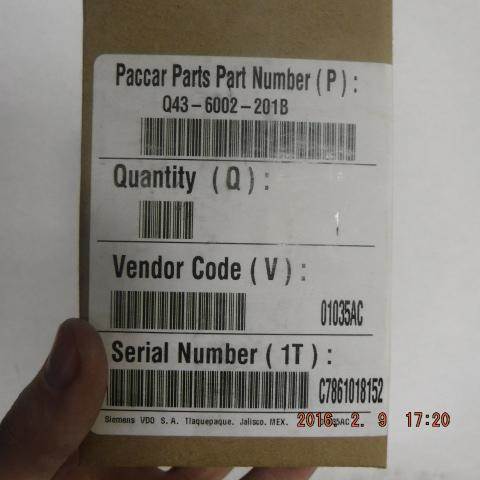 Paccar Parts Part Number ( P ) :
Q43-6002-201B
Quantity ( Q ) :
1
Vendor Code ( V ) :
01035AC
Serial Number ( 1T ) :
C7861018152
Siemens VDO S. A. Tlaquepaque. Jalisco. MEX. 01035AC
2016. 2. 9 17:20